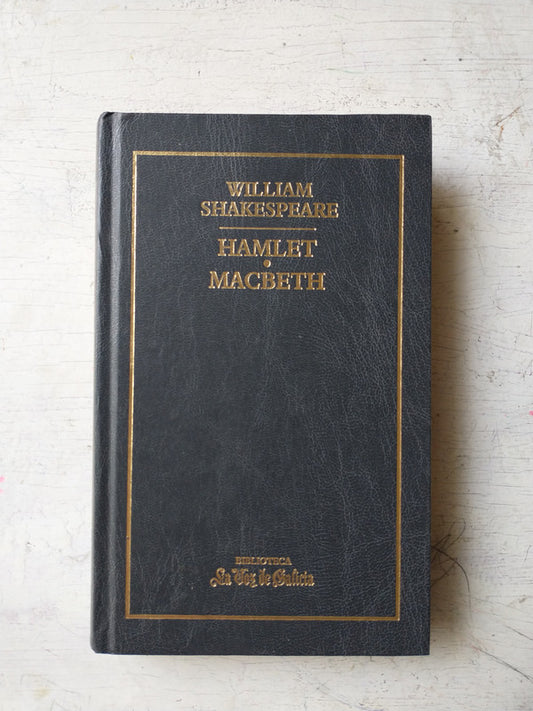 WILLIAM
SHAKESPEARE
HAMLET
•
MACBETH
BIBLIOTECA
La Voz de Galicia